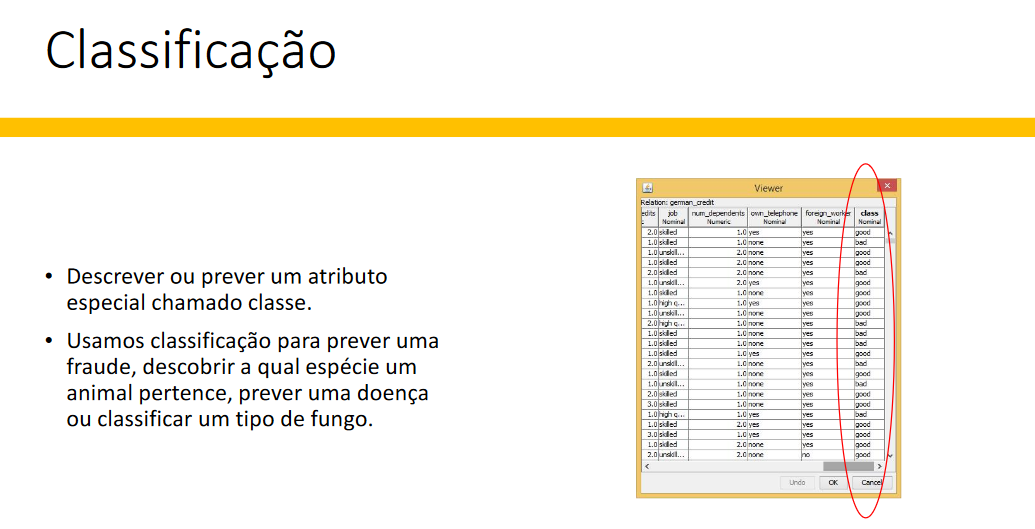 Classificação
• Descrever ou prever um atributo
especial chamado classe.
• Usamos classificação para prever uma
fraude, descobrir a qual espécie um
animal pertence, prever uma doença
ou classificar um tipo de fungo.
Viewer
Relation: german_credit
edits job num_dependents own_telephone foreign_worker class
: Nominal Numeric Nominal Nominal Nominal
2.0 skilled 1.0 yes yes good
1.0 skilled 1.0 none yes bad
1.0 unskill... 2.0 none yes good
1.0 skilled 2.0 none yes good
2.0 skilled 2.0 none yes bad
1.0 unskill... 2.0 yes yes good
1.0 skilled 1.0 none yes good
1.0 high q... 1.0 yes yes good
1.0 unskill... 1.0 none yes good
2.0 high q... 1.0 none yes bad
1.0 skilled 1.0 none yes bad
1.0 skilled 1.0 none yes bad
1.0 skilled 1.0 yes yes good
2.0 unskill... 1.0 none yes bad
1.0 skilled 1.0 none yes good
1.0 unskill... 1.0 none yes bad
2.0 skilled 2.0 none yes good
3.0 skilled 1.0 none yes good
1.0 high q... 1.0 yes yes bad
2.0 skilled 2.0 yes yes good
3.0 skilled 1.0 yes yes good
1.0 skilled 2.0 none yes good
2.0 unskill... 2.0 none no good
Undo OK Cancel